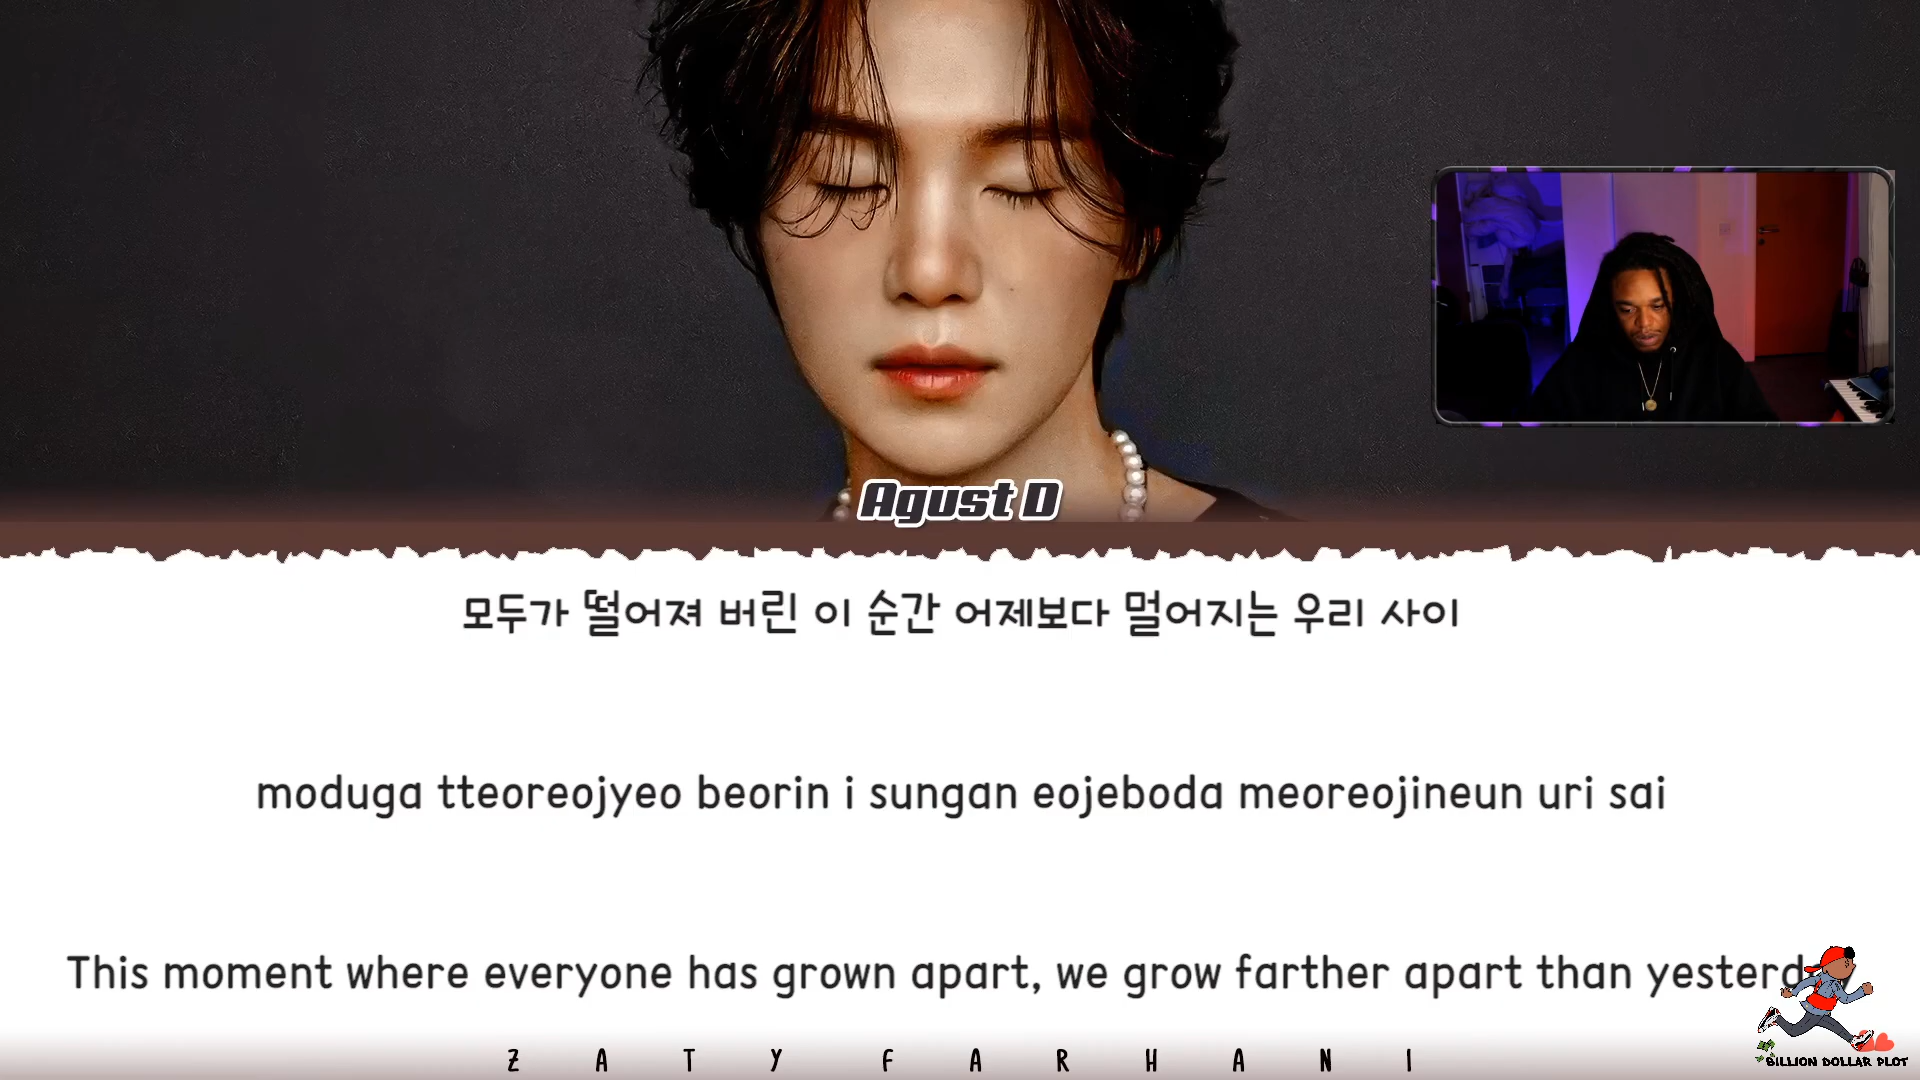 Agust D
모두가 떨어져 버린 이 순간 어제보다 멀어지는 우리 사이
moduga tteoreojyeo beorin i sungan eojeboda meoreojineun uri sai
This moment where everyone has grown apart, we grow farther apart than
ZATY FARHANI
BILLION DOLLAR PLOT